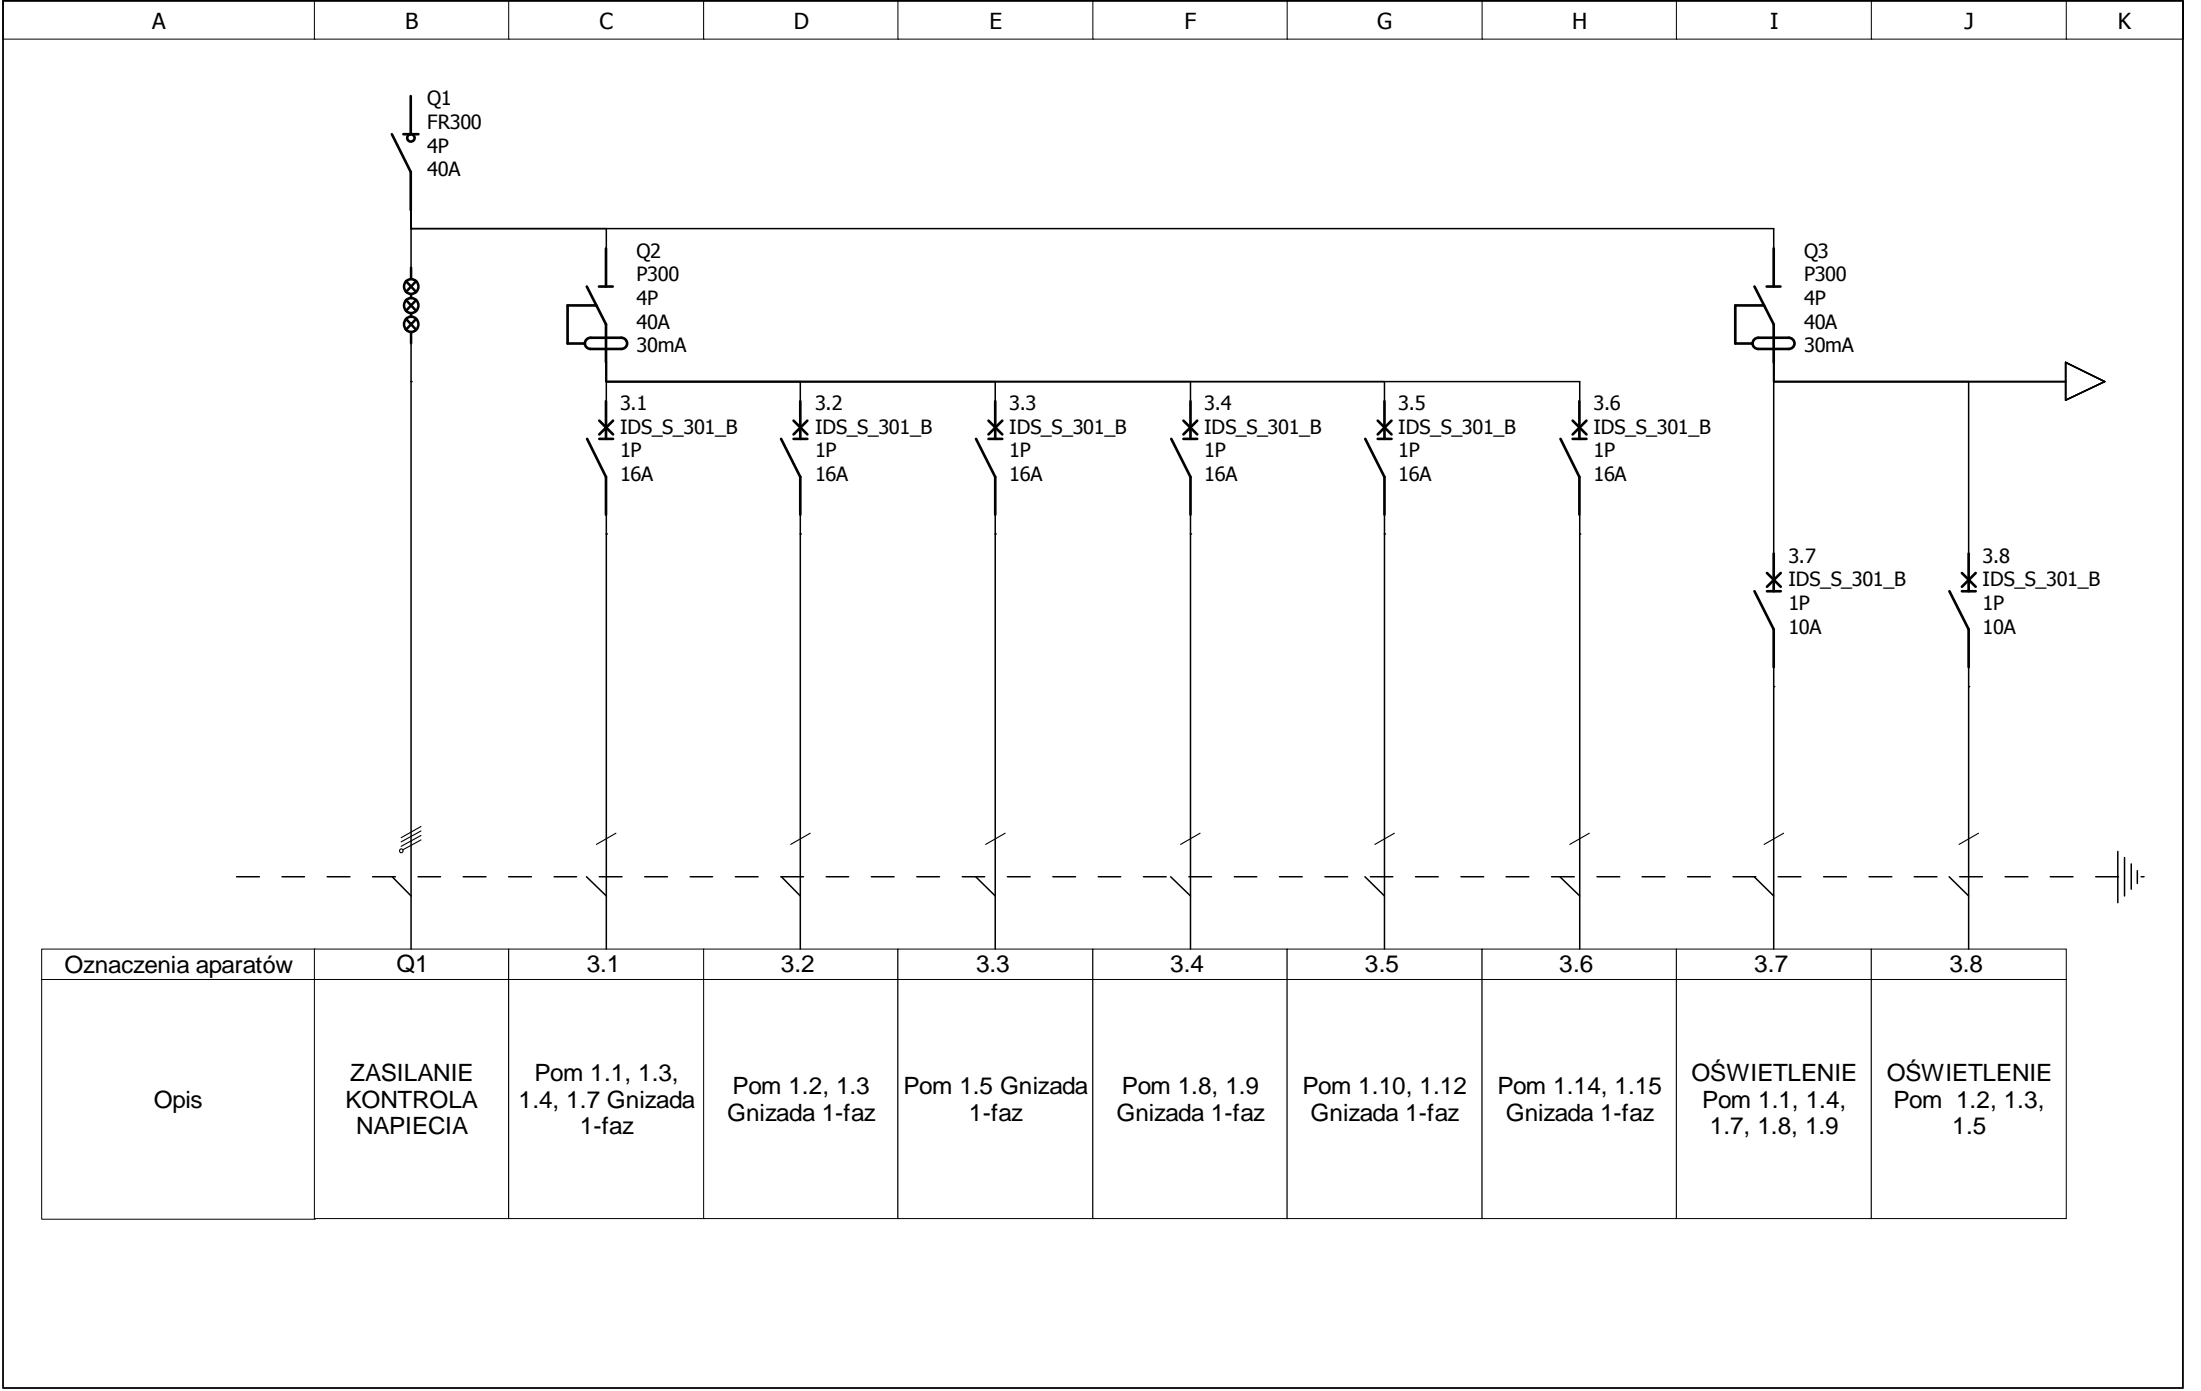 A B C D E F G H I J K
Q1
FR300
4P
40A
Q2
P300
4P
40A
30mA
Q3
P300
4P
40A
30mA
3.1
IDS_S_301_B
1P
16A
3.2
IDS_S_301_B
1P
16A
3.3
IDS_S_301_B
1P
16A
3.4
IDS_S_301_B
1P
16A
3.5
IDS_S_301_B
1P
16A
3.6
IDS_S_301_B
1P
16A
3.7
IDS_S_301_B
1P
10A
3.8
IDS_S_301_B
1P
10A
Oznaczenia aparatów Q1 3.1 3.2 3.3 3.4 3.5 3.6 3.7 3.8
Opis
ZASILANIE
KONTROLA
NAPIECIA
Pom 1.1, 1.3,
1.4, 1.7 Gnizada
1-faz
Pom 1.2, 1.3
Gnizada 1-faz
Pom 1.5 Gnizada
1-faz
Pom 1.8, 1.9
Gnizada 1-faz
Pom 1.10, 1.12
Gnizada 1-faz
Pom 1.14, 1.15
Gnizada 1-faz
OŚWIETLENIE
Pom 1.1, 1.4,
1.7, 1.8, 1.9
OŚWIETLENIE
Pom 1.2, 1.3,
1.5